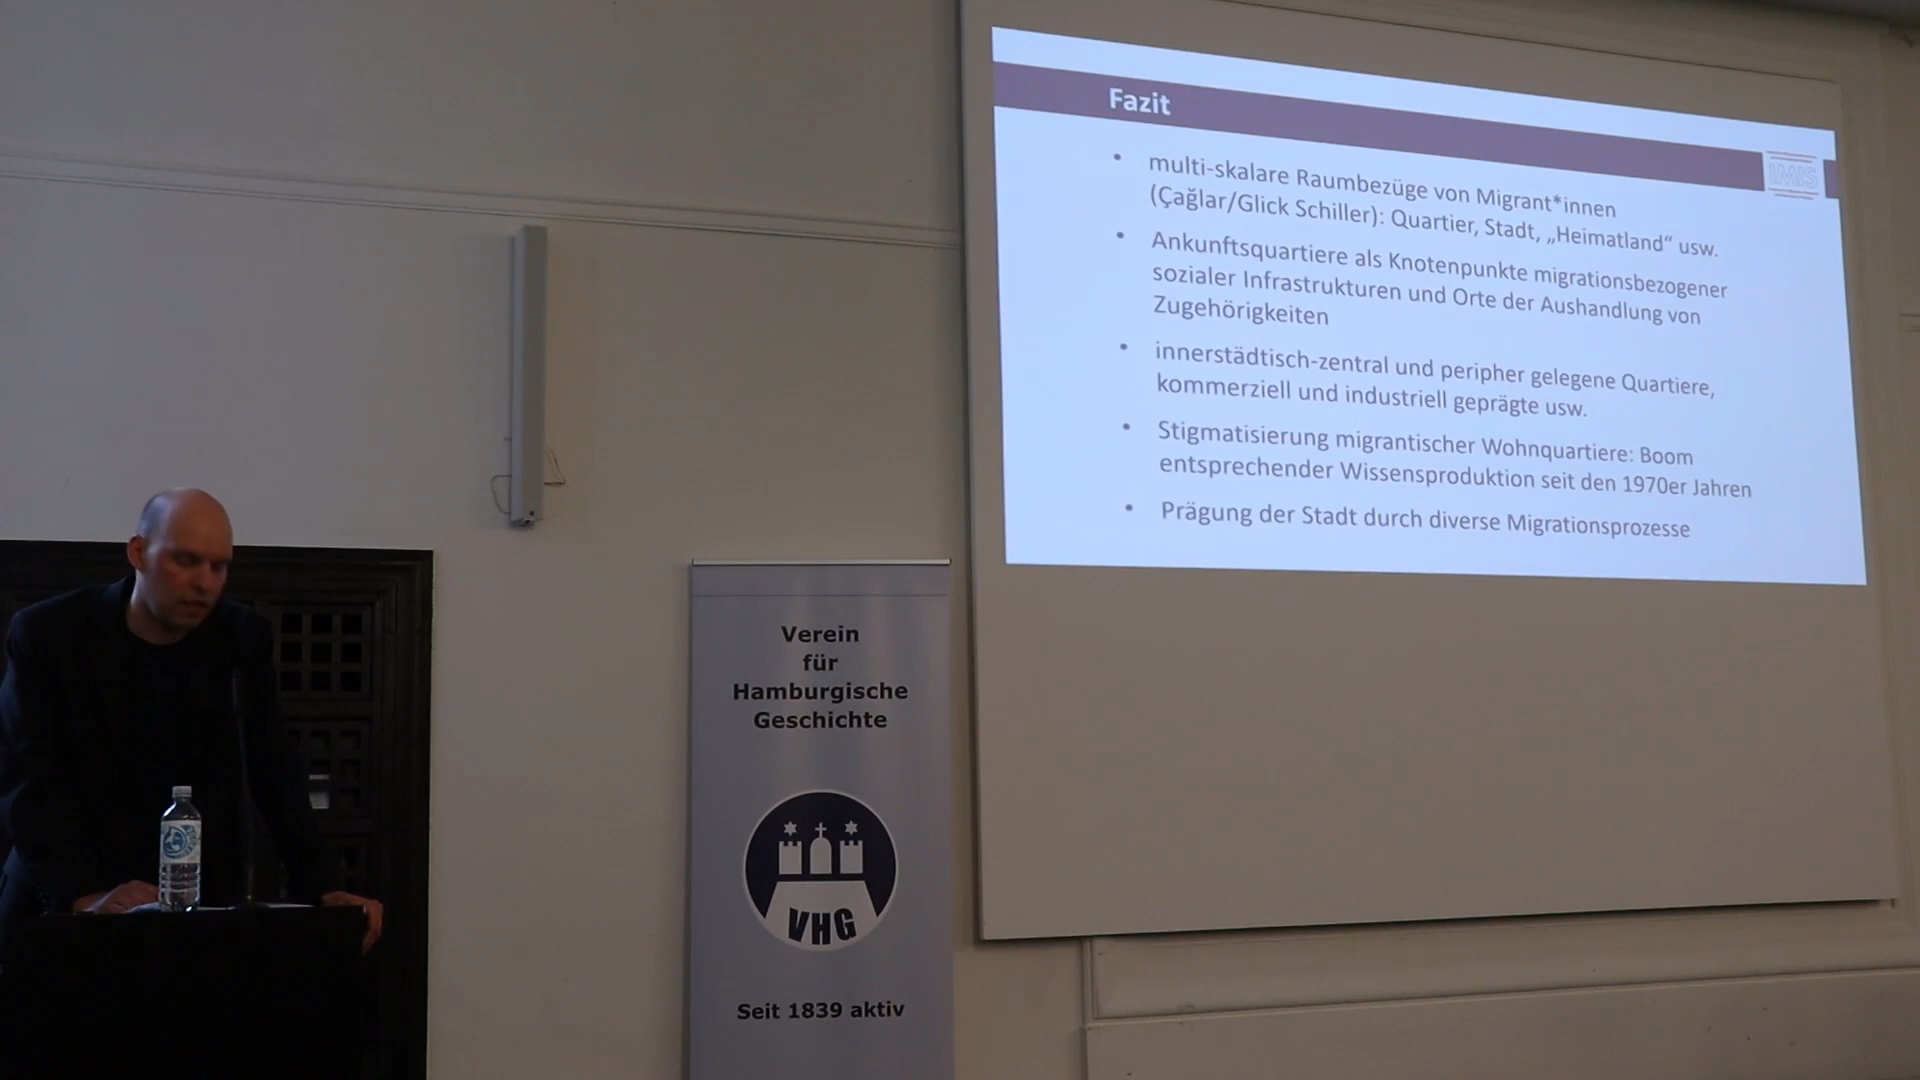 Fazit
IMIS
• multi-skalare Raumbezüge von Migrant*innen
(Çağlar/Glick Schiller): Quartier, Stadt, „Heimatland“ usw.
• Ankunftsquartiere als Knotenpunkte migrationsbezogener
sozialer Infrastrukturen und Orte der Aushandlung von
Zugehörigkeiten
• innerstädtisch-zentral und peripher gelegene Quartiere,
kommerziell und industriell geprägte usw.
• Stigmatisierung migrantischer Wohnquartiere: Boom
entsprechender Wissensproduktion seit den 1970er Jahren
• Prägung der Stadt durch diverse Migrationsprozesse
Verein
für
Hamburgische
Geschichte
VHG
Seit 1839 aktiv